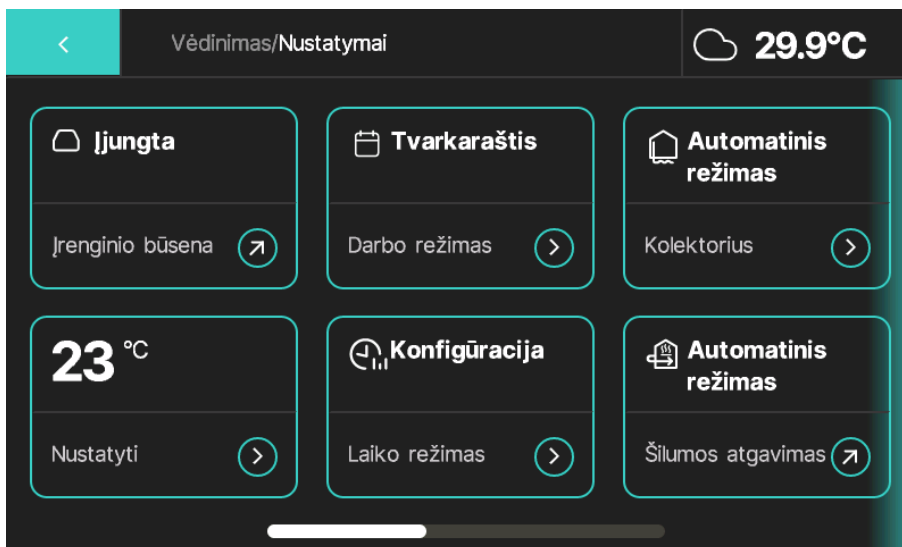 Vėdinimas/Nustatymai
29.9°C
Įjungta
Įrenginio būsena
Tvarkaraštis
Darbo režimas
Automatinis
režimas
Kolektorius
23 °C
Nustatyti
Konfigūracija
Laiko režimas
Automatinis
režimas
Šilumos atgavimas